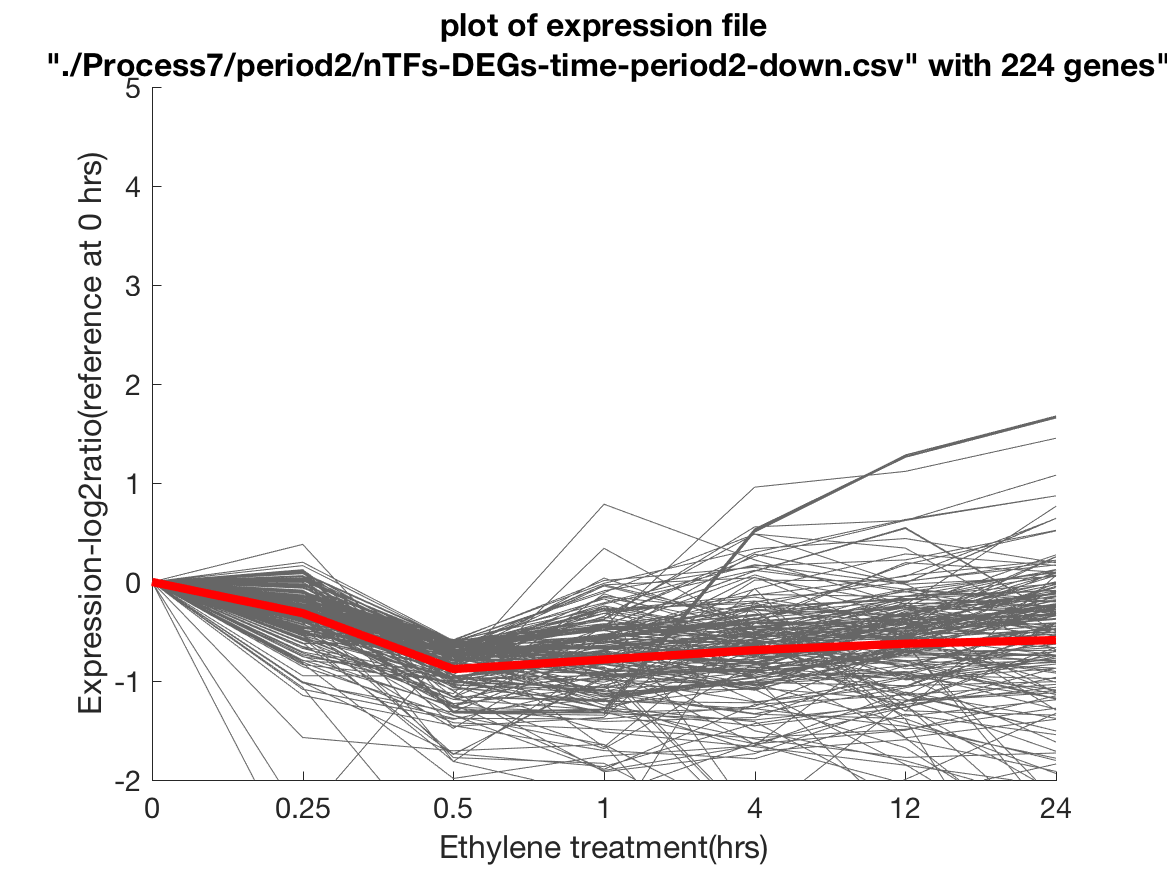 plot of expression file
"./Process7/period2/nTFs-DEGs-time-period2-down.csv" with 224 genes"
5
4
3
2
1
0
-1
-2
Expression-log2ratio(reference at 0 hrs)
0 0.25 0.5 1 4 12 24
Ethylene treatment(hrs)